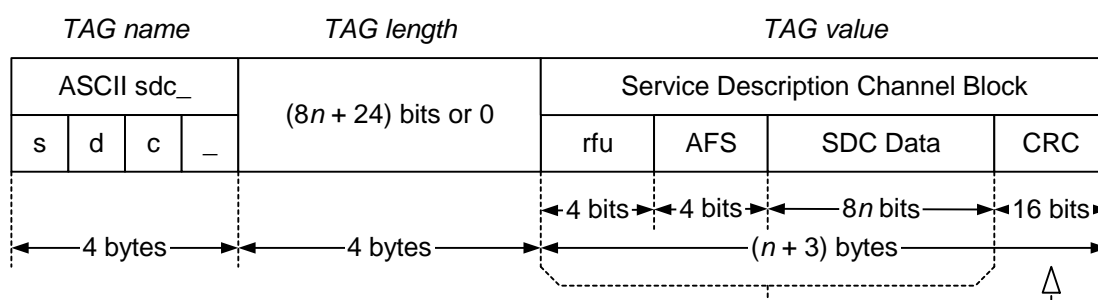 TAG name TAG length TAG value
ASCII sdc_ (8n + 24) bits or 0 Service Description Channel Block
s d c _ rfu AFS SDC Data CRC
4 bits 4 bits 8n bits 16 bits
4 bytes 4 bytes (n + 3) bytes